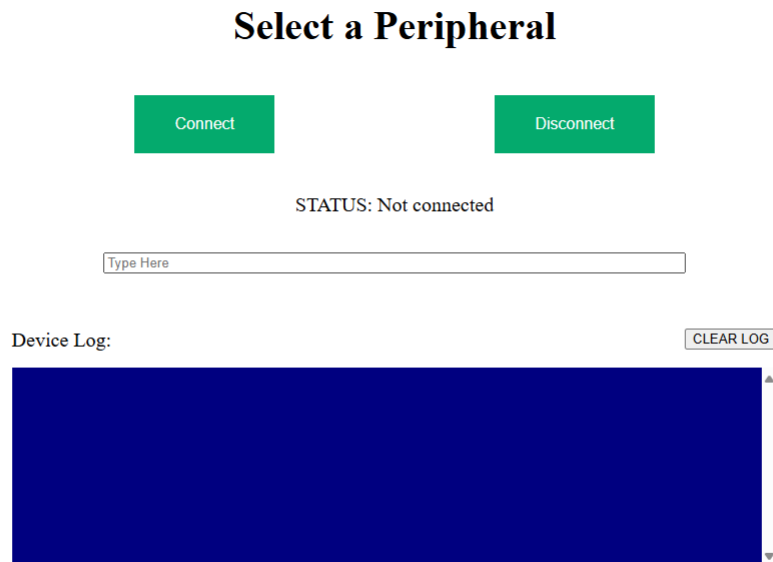 Select a Peripheral
Connect Disconnect
STATUS: Not connected
Type Here
Device Log: CLEAR LOG